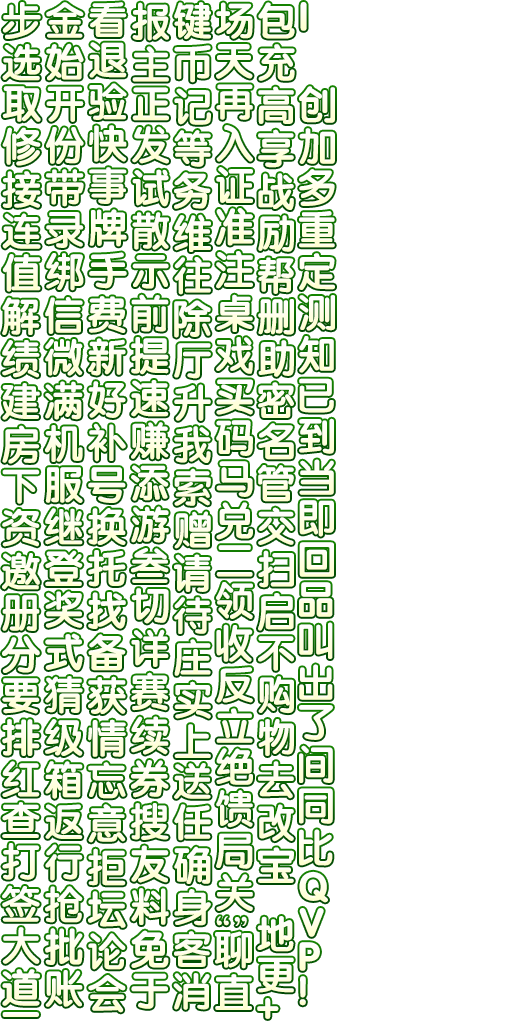 步选取修接连值解绩建房下资邀册分要排红查打签大道一
金始开份带录绑信微满机服继登奖式猜级箱返行抢批账
看退验快事牌手费新好补号换托找备获情忘意拒坛论会
报主正发试散示前提速赚添游叁切详赛续券搜友料免于
键币记等务维往除厅升我索赠请待庄实上送任确身客消
场天再入证准注桌戏买码马兑二领收反立绝馈局关“”聊直
包充高享战励帮删助密名管交扫启不购物去改宝地更+
l创加多重定测知已到当即回品叫出了间同比QVP!